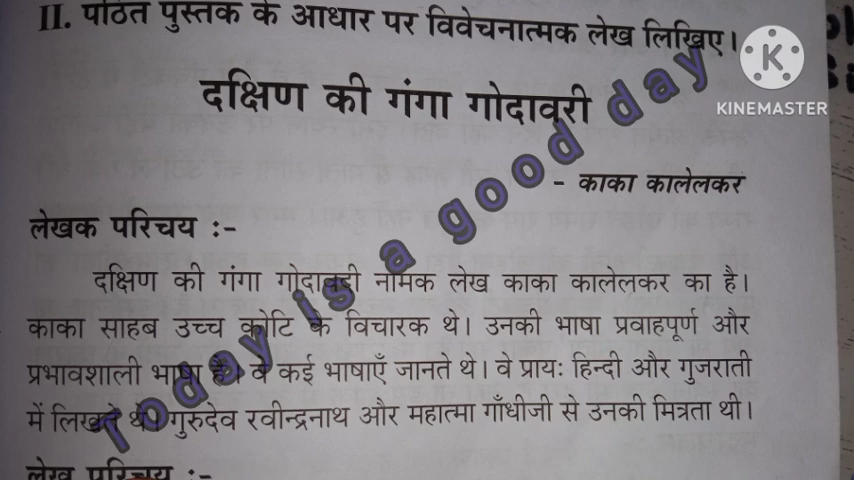 II. पठित पुस्तक के आधार पर विवेचनात्मक लेख लिखिए।
KINEMASTER
दक्षिण की गंगा गोदावरी
- काका कालेलकर
लेखक परिचय :-
दक्षिण की गंगा गोदावरी नामक लेख काका कालेलकर का है।
काका साहब उच्च कोटि के विचारक थे। उनकी भाषा प्रवाहपूर्ण और
प्रभावशाली भाषा है। वे कई भाषाएँ जानते थे। वे प्रायः हिन्दी और गुजराती
में लिखते थे। गुरुदेव रवीन्द्रनाथ और महात्मा गाँधीजी से उनकी मित्रता थी।
लेख परिचय :-
Today is a good day